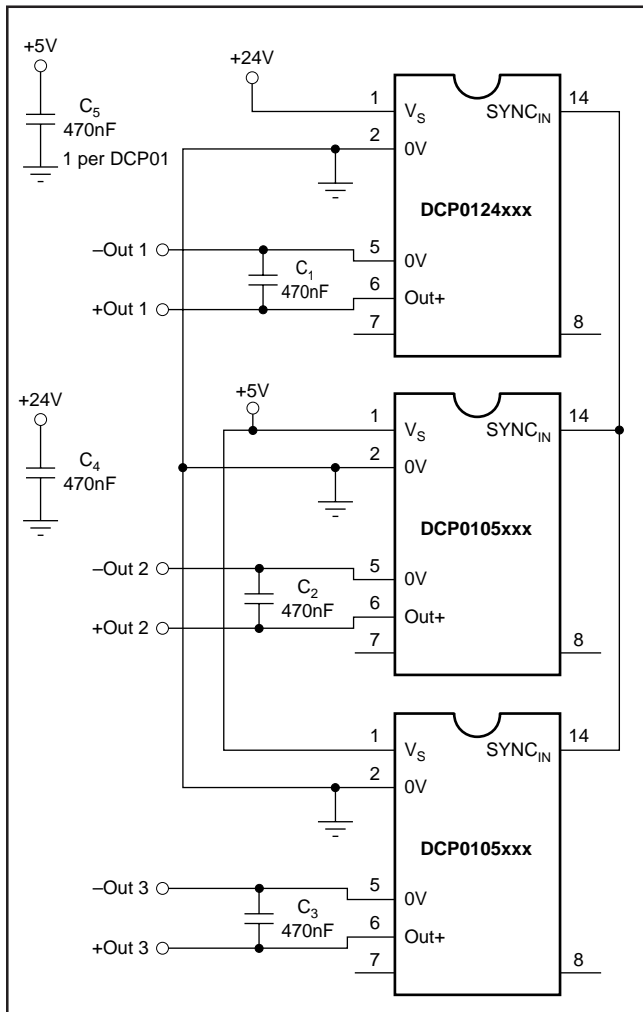 +5V
C5
470nF
1 per DCP01
+24V
1
VS
SYNCIN
14
2
0V
DCP0124xxx
–Out 1
5
0V
C1
470nF
+Out 1
6
Out+
7
8
+24V
C4
470nF
+5V
1
VS
SYNCIN
14
2
0V
DCP0105xxx
–Out 2
5
0V
C2
470nF
+Out 2
6
Out+
7
8
1
VS
SYNCIN
14
2
0V
DCP0105xxx
–Out 3
5
0V
C3
470nF
+Out 3
6
Out+
7
8